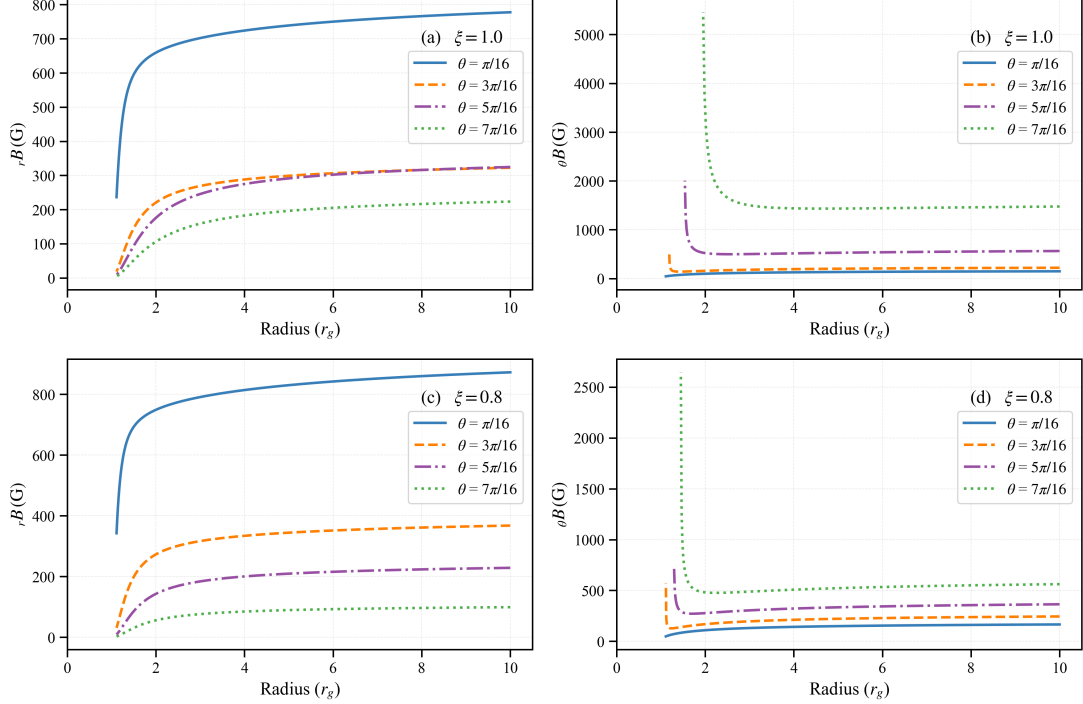 800
700
600
500
400
300
200
100
0
ᵣB(G)
(a) ξ=1.0
θ = π/16
θ = 3π/16
θ = 5π/16
θ = 7π/16
0 2 4 6 8 10
Radius (r_g)
5000
4000
3000
2000
1000
0
θB(G)
(b) ξ=1.0
θ = π/16
θ = 3π/16
θ = 5π/16
θ = 7π/16
0 2 4 6 8 10
Radius (r_g)
800
600
400
200
0
ᵣB(G)
(c) ξ=0.8
θ = π/16
θ = 3π/16
θ = 5π/16
θ = 7π/16
0 2 4 6 8 10
Radius (r_g)
2500
2000
1500
1000
500
0
θB(G)
(d) ξ=0.8
θ = π/16
θ = 3π/16
θ = 5π/16
θ = 7π/16
0 2 4 6 8 10
Radius (r_g)